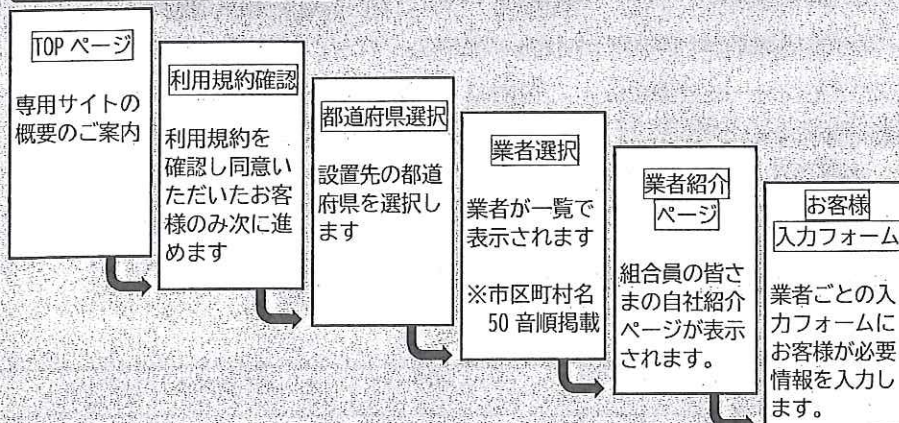 TOP ページ
専用サイトの
概要のご案内
利用規約確認
利用規約を
確認し同意い
ただいたお客
様のみ次に進
めます
都道府県選択
設置先の都道
府県を選択し
ます
業者選択
業者が一覧で
表示されます
※市区町村名
50 音順掲載
業者紹介
ページ
組合員の皆さ
まの自社紹介
ページが表示
されます。
お客様
入力フォーム
業者ごとの入
力フォームに
お客様が必要
情報を入力し
ます。